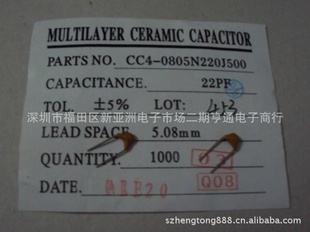 MULTILAYER CERAMIC CAPACITOR
PARTS NO. CC4-0805N220J500
CAPACITANCE: 22PF
TOL. ±5% LOT:
深圳市福田区新亚洲电子市场二期亨通电子商行
LEAD SPACE 5.08mm
QUANTITY: 1000
DATE: Q08
szhengtong888.cn.alibaba.com